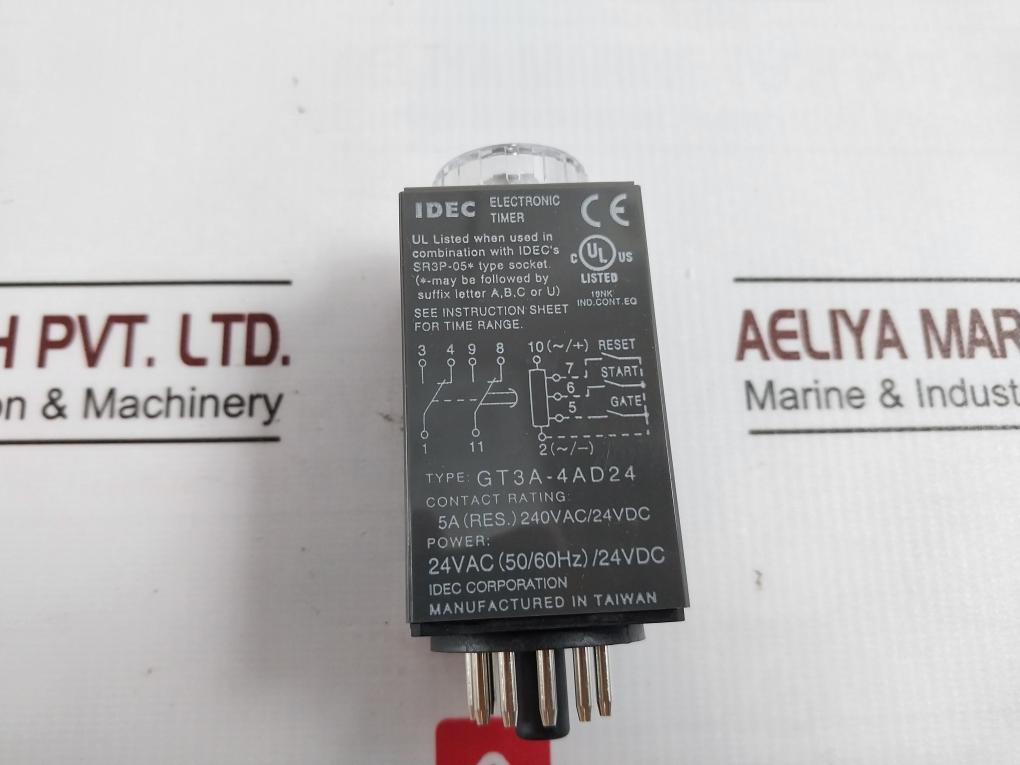 IDEC ELECTRONIC TIMER
CE
UL Listed when used in
combination with IDEC's
SR3P-05* type socket.
(*-may be followed by
suffix letter A,B,C or U)
C UL US
LISTED
19NK
IND.CONT.EQ
SEE INSTRUCTION SHEET
FOR TIME RANGE.
3 4 9 8
1 11
10(~/+) RESET
7
START
6
GATE
5
2(~/−)
TYPE: GT3A-4AD24
CONTACT RATING:
5A(RES.) 240VAC/24VDC
POWER:
24VAC (50/60Hz) /24VDC
IDEC CORPORATION
MANUFACTURED IN TAIWAN
H PVT. LTD.
on & Machinery
AELIYA MAR
Marine & Indust